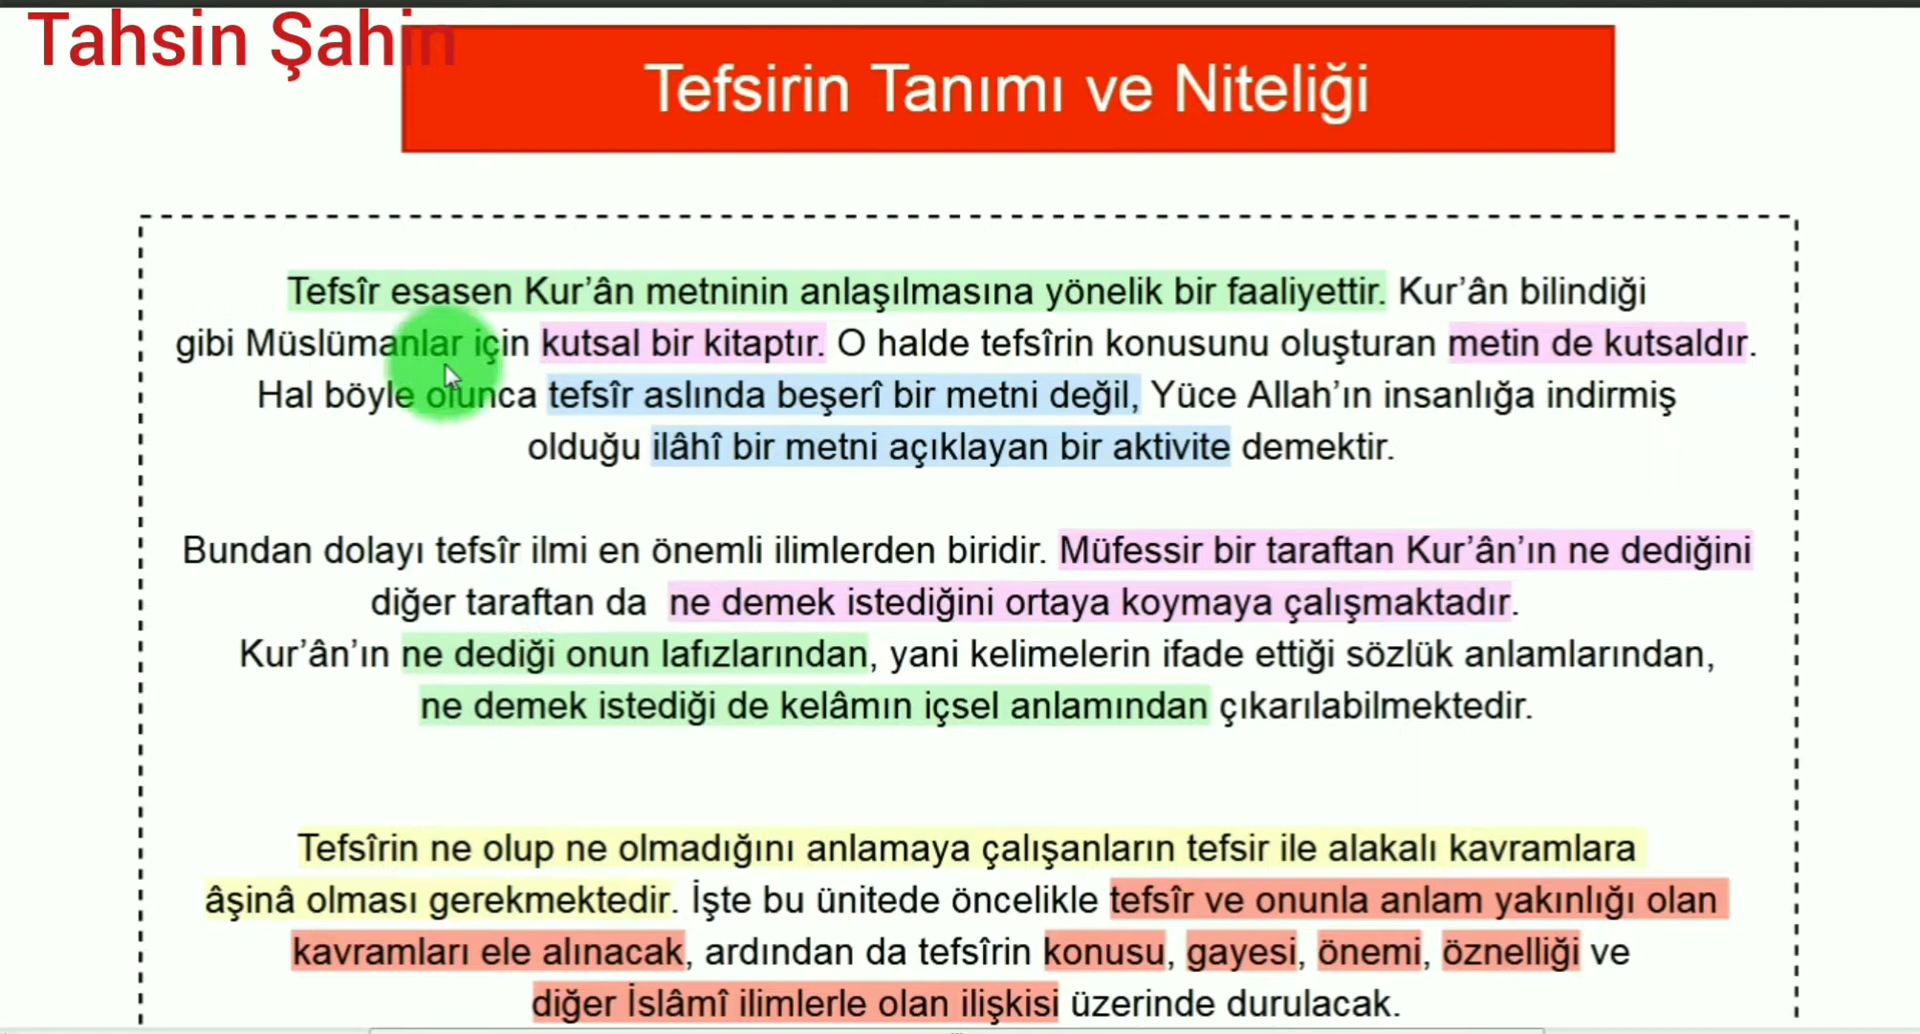 Tahsin Şahin
Tefsirin Tanımı ve Niteliği
Tefsîr esasen Kur’ân metninin anlaşılmasına yönelik bir faaliyettir. Kur’ân bilindiği
gibi Müslümanlar için kutsal bir kitaptır. O halde tefsîrin konusunu oluşturan metin de kutsaldır.
Hal böyle olunca tefsîr aslında beşerî bir metni değil, Yüce Allah’ın insanlığa indirmiş
olduğu ilâhî bir metni açıklayan bir aktivite demektir.
Bundan dolayı tefsîr ilmi en önemli ilimlerden biridir. Müfessir bir taraftan Kur’ân’ın ne dediğini
diğer taraftan da ne demek istediğini ortaya koymaya çalışmaktadır.
Kur’ân’ın ne dediği onun lafızlarından, yani kelimelerin ifade ettiği sözlük anlamlarından,
ne demek istediği de kelâmın içsel anlamından çıkarılabilmektedir.
Tefsîrin ne olup ne olmadığını anlamaya çalışanların tefsir ile alakalı kavramlara
âşinâ olması gerekmektedir. İşte bu ünitede öncelikle tefsîr ve onunla anlam yakınlığı olan
kavramları ele alınacak, ardından da tefsîrin konusu, gayesi, önemi, öznelliği ve
diğer İslâmî ilimlerle olan ilişkisi üzerinde durulacak.